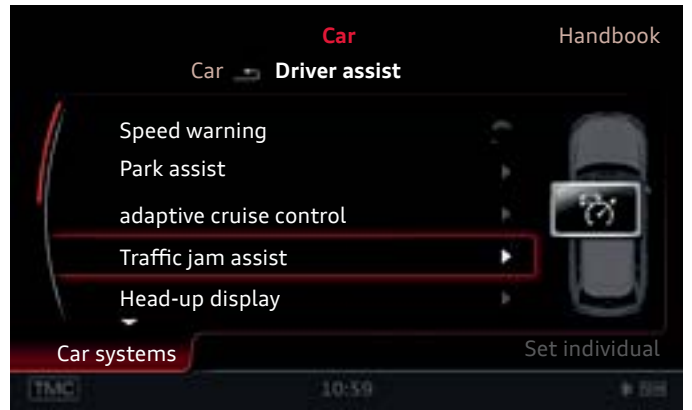 Car
Handbook
Car Driver assist
Speed warning
Park assist
adaptive cruise control
Traffic jam assist
Head-up display
Car systems
Set individual
TMC
10:59